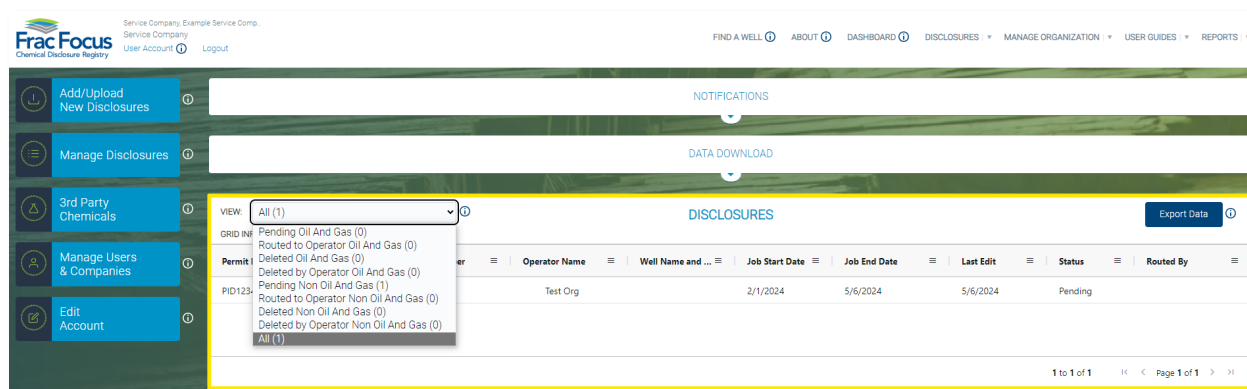 Service Company, Example Service Comp..
Service Company
User Account Logout
Frac Focus
Chemical Disclosure Registry
FIND A WELL ABOUT DASHBOARD DISCLOSURES MANAGE ORGANIZATION USER GUIDES REPORTS
Add/Upload
New Disclosures
Manage Disclosures
3rd Party
Chemicals
Manage Users
& Companies
Edit
Account
NOTIFICATIONS
DATA DOWNLOAD
VIEW: All (1) DISCLOSURES Export Data
Pending Oil And Gas (0)
Routed to Operator Oil And Gas (0)
Deleted Oil And Gas (0)
Deleted by Operator Oil And Gas (0)
Pending Non Oil And Gas (1)
Routed to Operator Non Oil And Gas (0)
Deleted Non Oil And Gas (0)
Deleted by Operator Non Oil And Gas (0)
All (1)
GRID INF
Permit er Operator Name Well Name and ... Job Start Date Job End Date Last Edit Status Routed By
PID123 Test Org 2/1/2024 5/6/2024 5/6/2024 Pending
1 to 1 of 1 Page 1 of 1